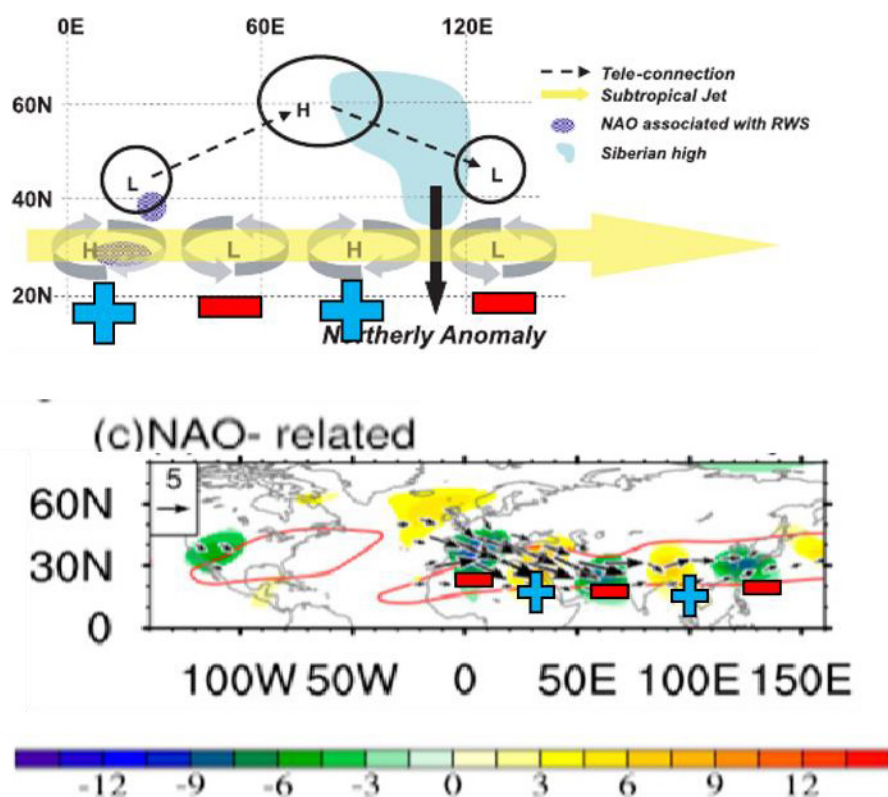 0E 60E 120E
60N
40N
20N
H
L
L
H
L
H
L
Tele-connection
Subtropical Jet
NAO associated with RWS
Siberian high
Northerly Anomaly
(c)NAO- related
5
60N
30N
0
100W 50W 0 50E 100E 150E
-12 -9 -6 -3 0 3 6 9 12